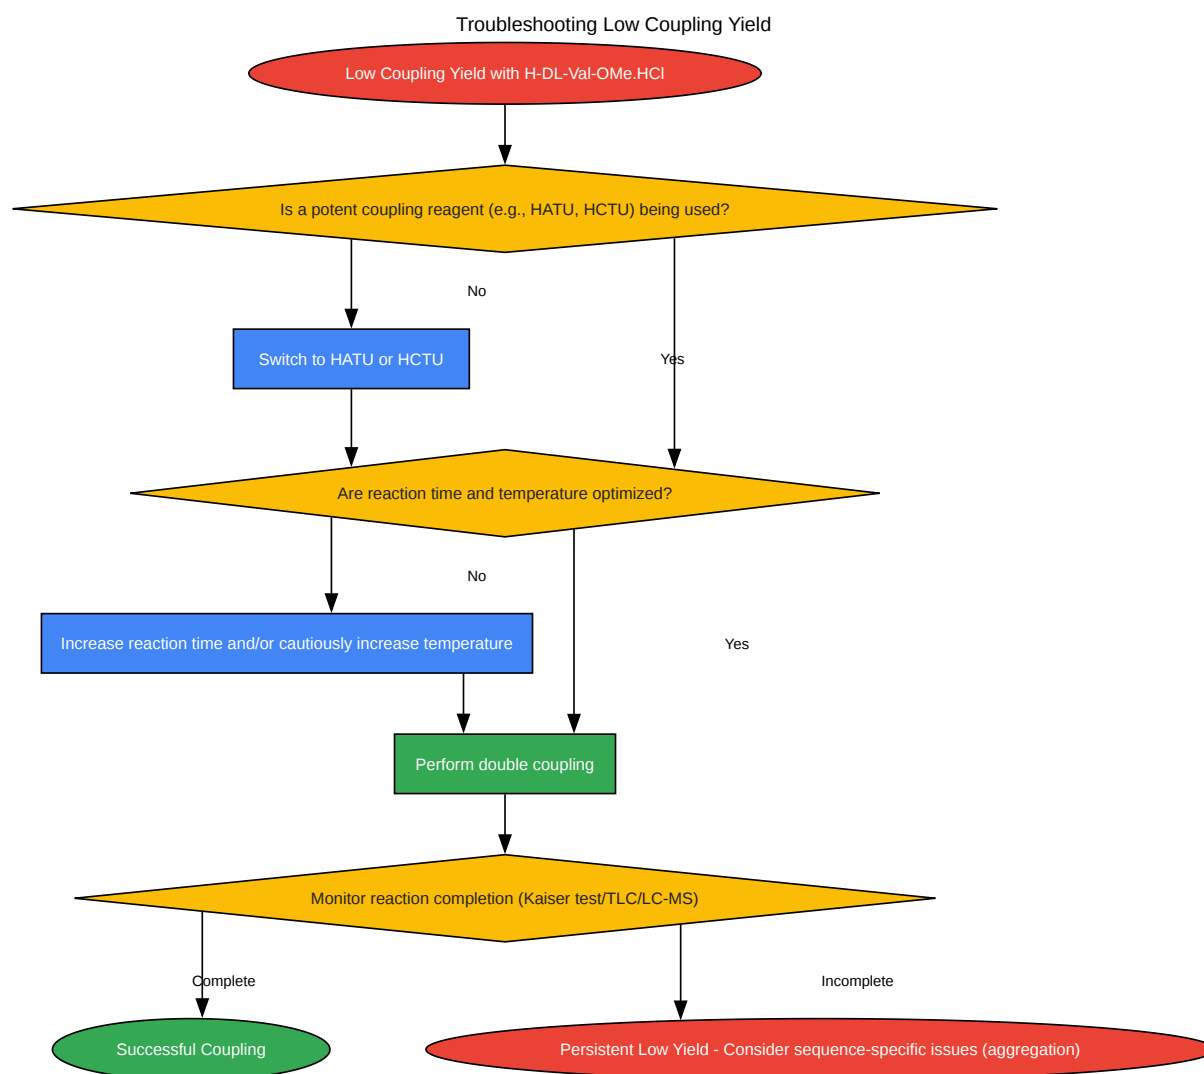 Troubleshooting Low Coupling Yield
Low Coupling Yield with H-DL-Val-OMe.HCl
Is a potent coupling reagent (e.g., HATU, HCTU) being used?
No
Switch to HATU or HCTU
Yes
Are reaction time and temperature optimized?
No
Increase reaction time and/or cautiously increase temperature
Yes
Perform double coupling
Monitor reaction completion (Kaiser test/TLC/LC-MS)
Complete
Incomplete
Successful Coupling
Persistent Low Yield - Consider sequence-specific issues (aggregation)